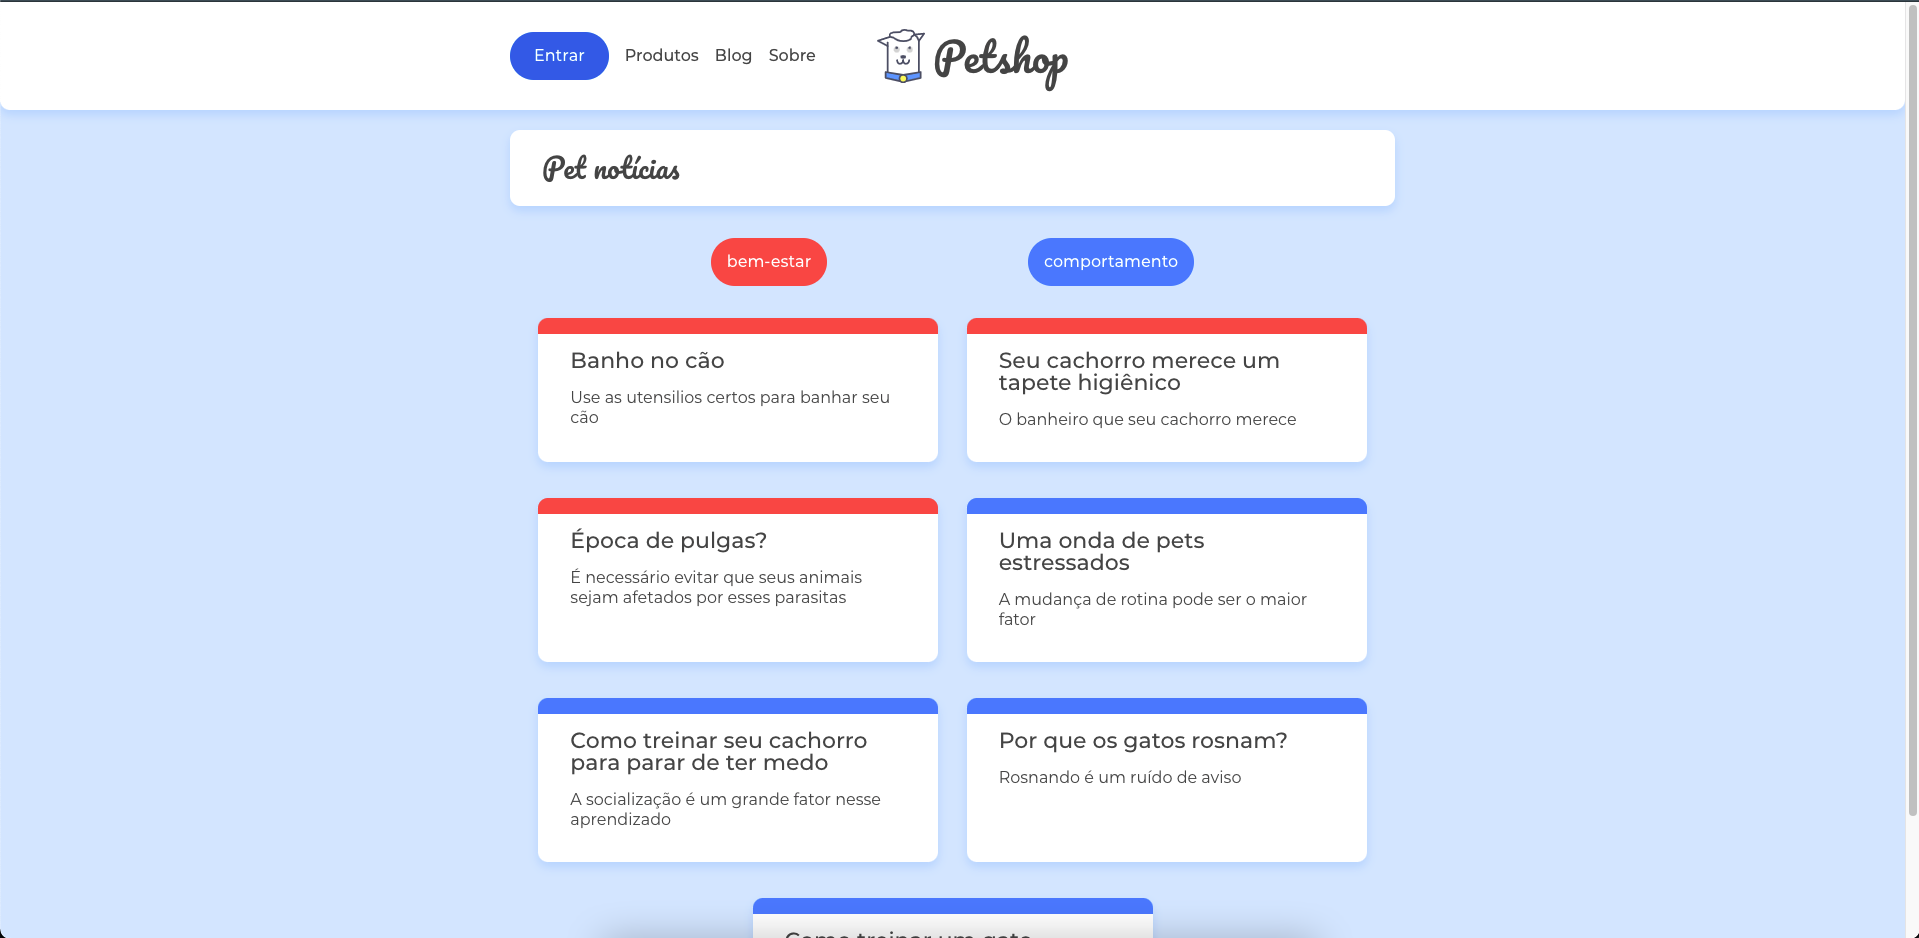 Entrar Produtos Blog Sobre Petshop
Pet notícias
bem-estar comportamento
Banho no cão
Use as utensilios certos para banhar seu
cão
Seu cachorro merece um
tapete higiênico
O banheiro que seu cachorro merece
Época de pulgas?
É necessário evitar que seus animais
sejam afetados por esses parasitas
Uma onda de pets
estressados
A mudança de rotina pode ser o maior
fator
Como treinar seu cachorro
para parar de ter medo
A socialização é um grande fator nesse
aprendizado
Por que os gatos rosnam?
Rosnando é um ruído de aviso
Como treinar um gato